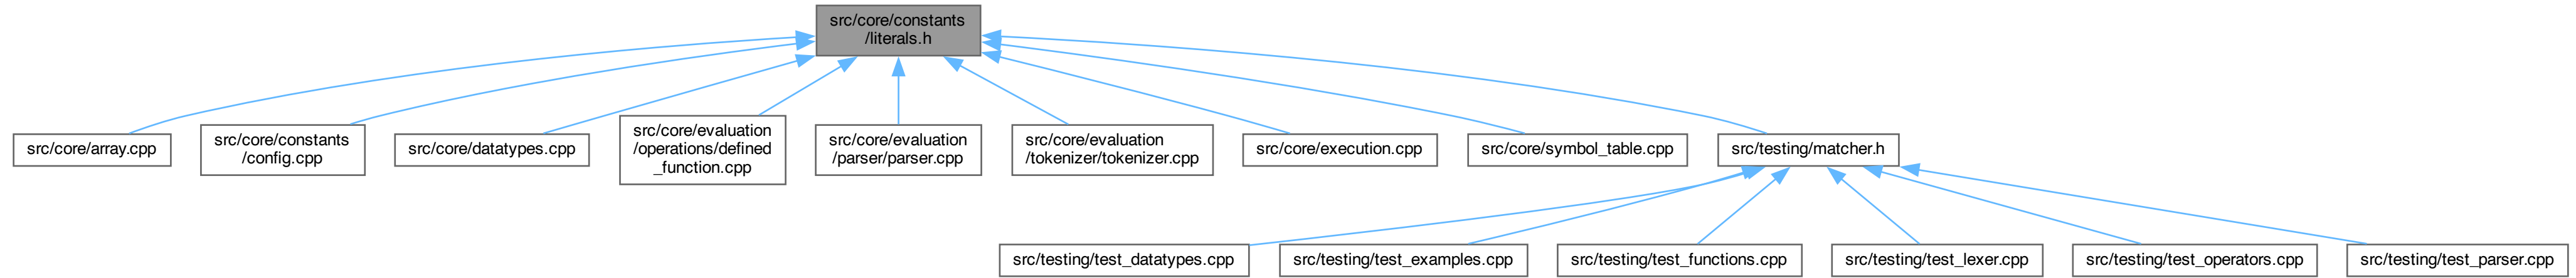 src/core/constants
/literals.h
src/core/array.cpp
src/core/constants
/config.cpp
src/core/datatypes.cpp
src/core/evaluation
/operations/defined
_function.cpp
src/core/evaluation
/parser/parser.cpp
src/core/evaluation
/tokenizer/tokenizer.cpp
src/core/execution.cpp
src/core/symbol_table.cpp
src/testing/matcher.h
src/testing/test_datatypes.cpp
src/testing/test_examples.cpp
src/testing/test_functions.cpp
src/testing/test_lexer.cpp
src/testing/test_operators.cpp
src/testing/test_parser.cpp